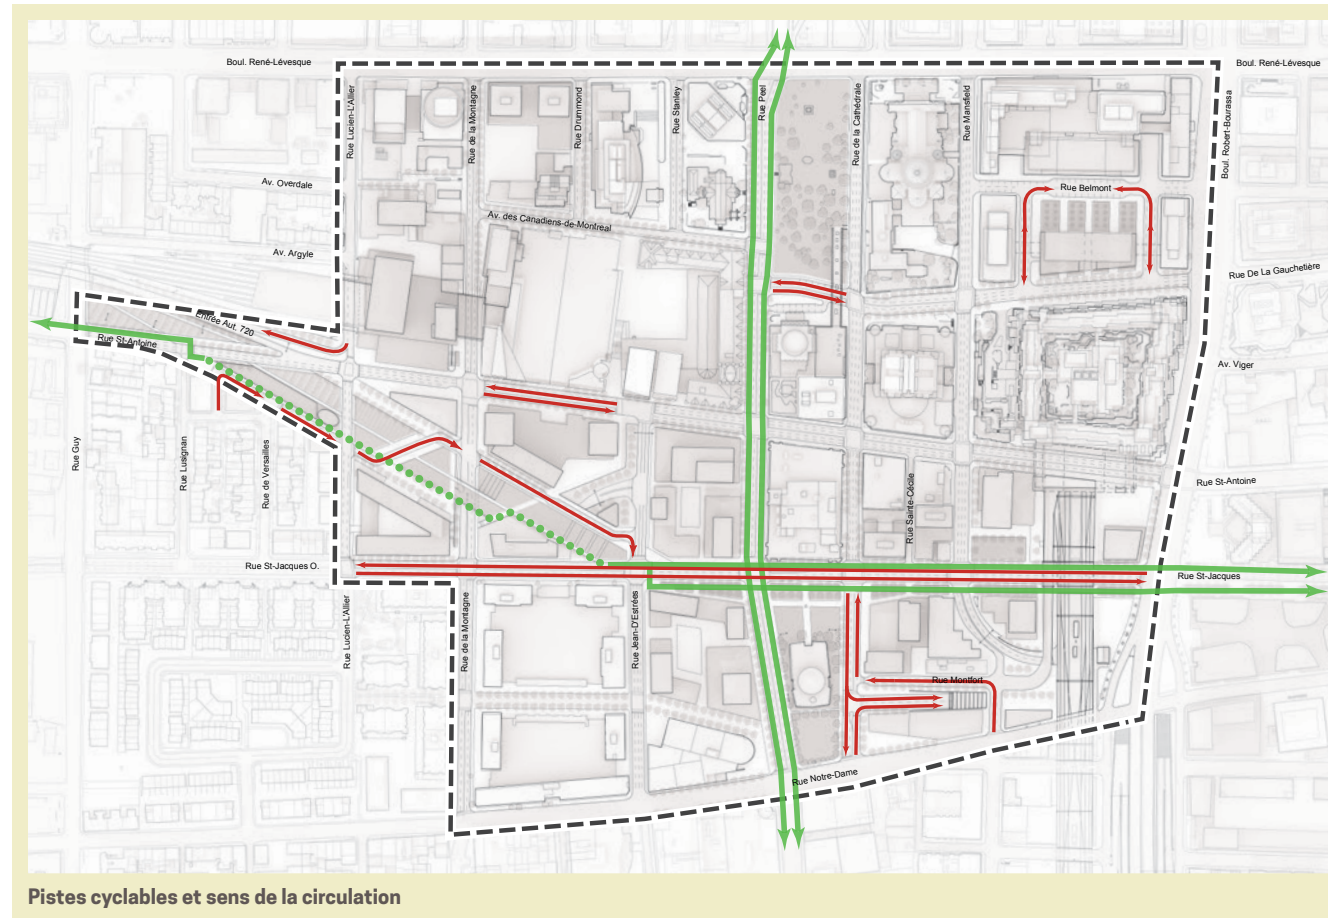 Boul. René-Lévesque
Boul. René-Lévesque
Rue Lucien-L'Allier
Rue de la Montagne
Rue Drummond
Rue Stanley
Rue Peel
Rue de la Cathédrale
Rue Mansfield
Boul. Robert-Bourassa
Av. Overdale
Rue Belmont
Av. des Canadiens-de-Montreal
Av. Argyle
Rue De La Gauchetière
Entrée Aut. 720
Rue St-Antoine
Av. Viger
Rue Guy
Rue Lusignan
Rue de Versailles
Rue Sainte-Cécile
Rue St-Antoine
Rue St-Jacques O.
Rue St-Jacques
Rue Lucien-L'Allier
Rue de la Montagne
Rue Jean-D'Estrées
Rue Montfort
Rue Notre-Dame
Pistes cyclables et sens de la circulation